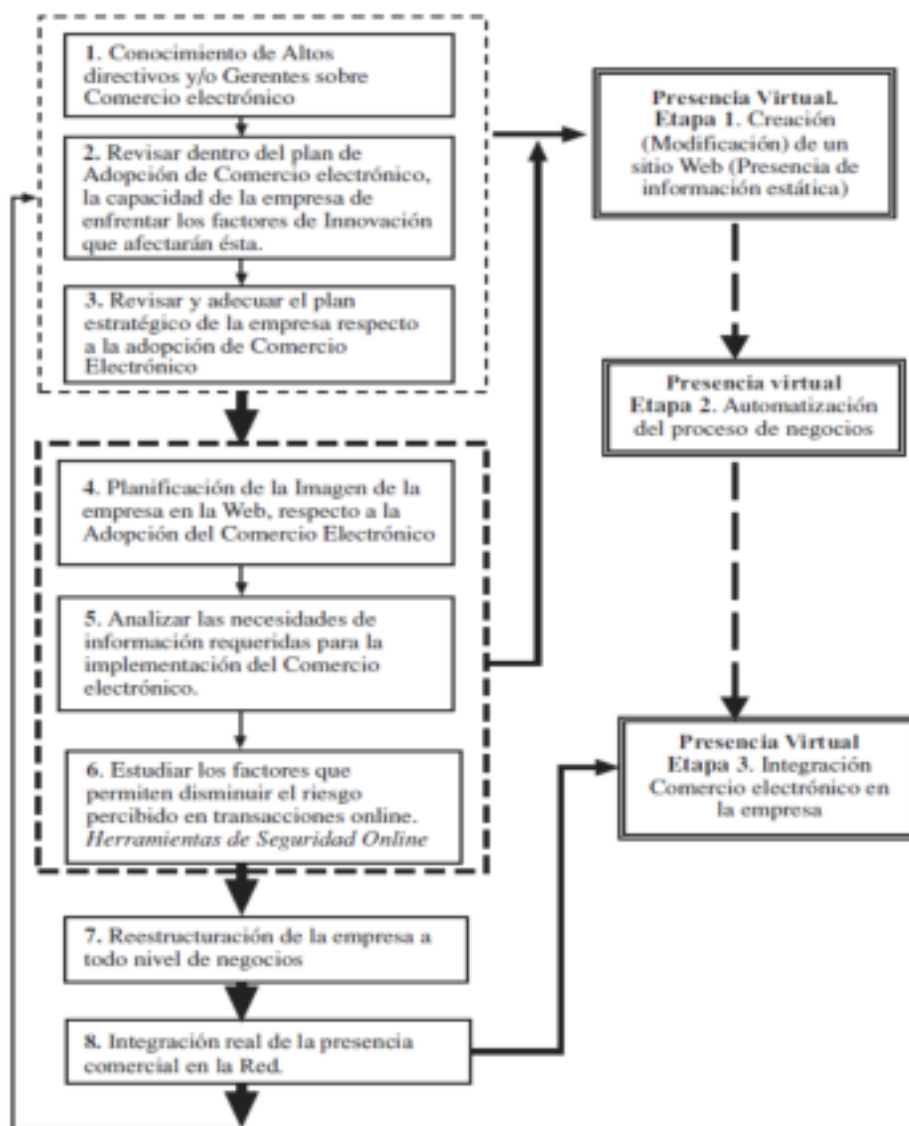 1. Conocimiento de Altos
directivos y/o Gerentes sobre
Comercio electrónico
2. Revisar dentro del plan de
Adopción de Comercio electrónico,
la capacidad de la empresa de
enfrentar los factores de Innovación
que afectarán ésta.
3. Revisar y adecuar el plan
estratégico de la empresa respecto
a la adopción de Comercio
Electrónico
4. Planificación de la Imagen de la
empresa en la Web, respecto a la
Adopción del Comercio Electrónico
5. Analizar las necesidades de
información requeridas para la
implementación del Comercio
electrónico.
6. Estudiar los factores que
permiten disminuir el riesgo
percibido en transacciones online.
Herramientas de Seguridad Online
7. Reestructuración de la empresa a
todo nivel de negocios
8. Integración real de la presencia
comercial en la Red.
Presencia Virtual.
Etapa 1. Creación
(Modificación) de un
sitio Web (Presencia de
información estática)
Presencia virtual
Etapa 2. Automatización
del proceso de negocios
Presencia Virtual
Etapa 3. Integración
Comercio electrónico en
la empresa